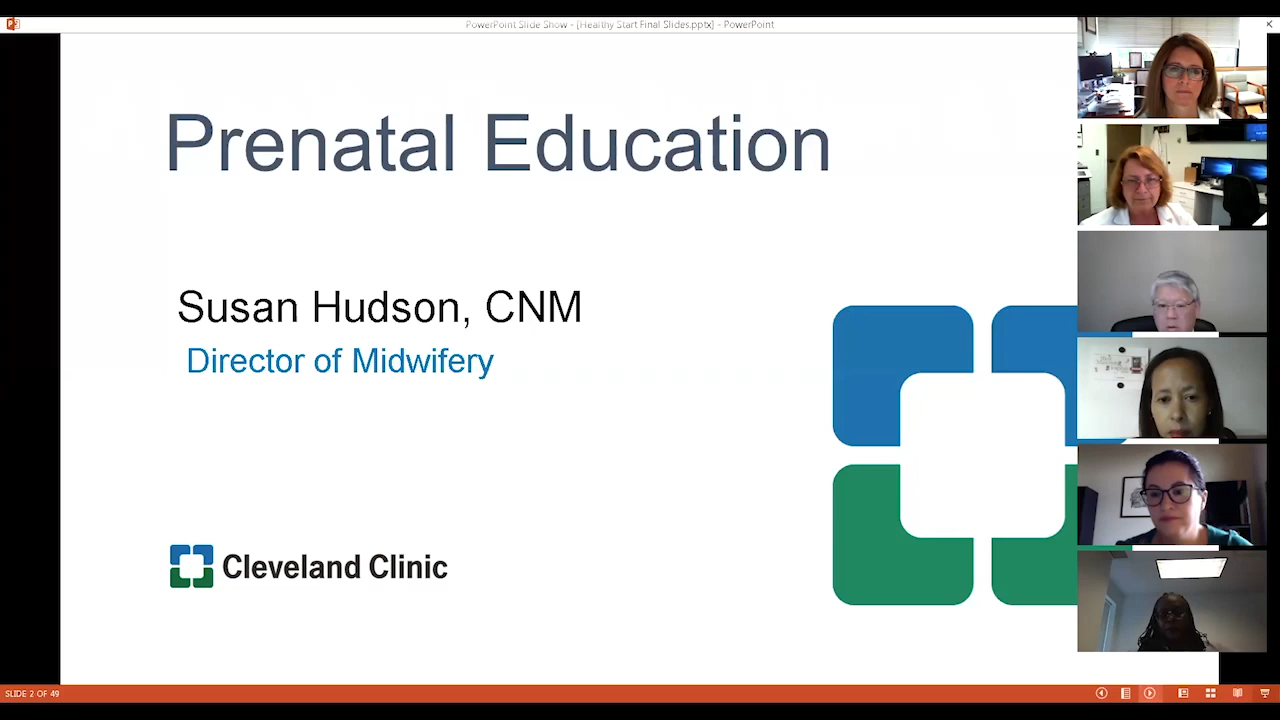 PowerPoint Slide Show - [Healthy Start Final Slides.pptx] - PowerPoint
Prenatal Education
Susan Hudson, CNM
Director of Midwifery
Cleveland Clinic
SLIDE 2 OF 49